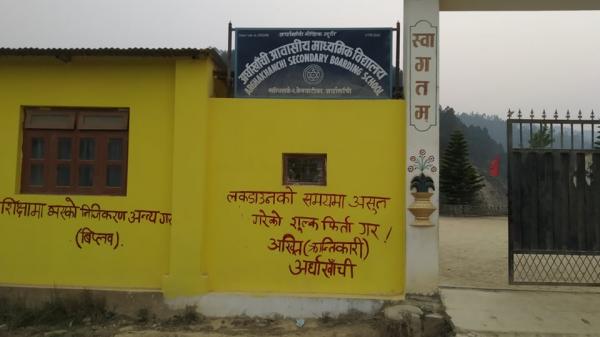 अर्घाखाँची आवासीय माध्यमिक विद्यालय
ARGHAKHANCHI SECONDARY BOARDING SCHOOL
स्वागतम्
शिक्षामा भएको निजिकरण अन्त्य गर
(बिप्लव).
लकडाउनको समयमा असुत
गरेको शुल्क फिर्ता गर !
अखि (क्रान्तिकारी)
अर्घाखाँची